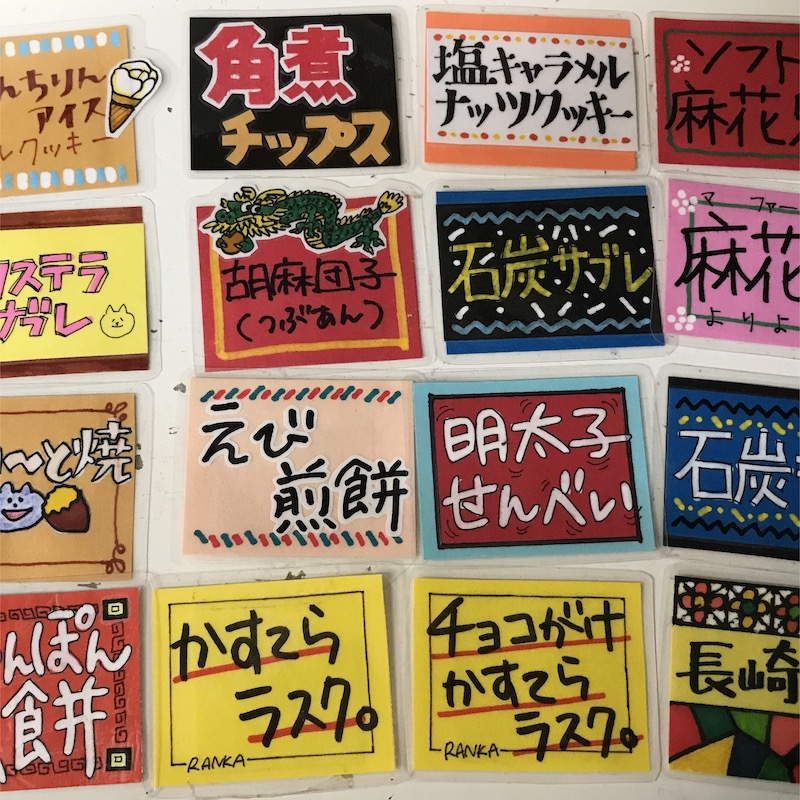 んちりん
アイス
クッキー
角煮
チップス
塩キャラメル
ナッツクッキー
ソフト
麻花
ステラ
ブレ
胡麻団子
(つぶあん)
石炭サブレ
マファー
麻花
よりよ
〜と焼
えび
煎餅
明太子
せんべい
石炭
んぽん
餅
かすてら
ラスク。
RANKA
チョコがけ
かすてら
ラスク。
RANKA
長崎